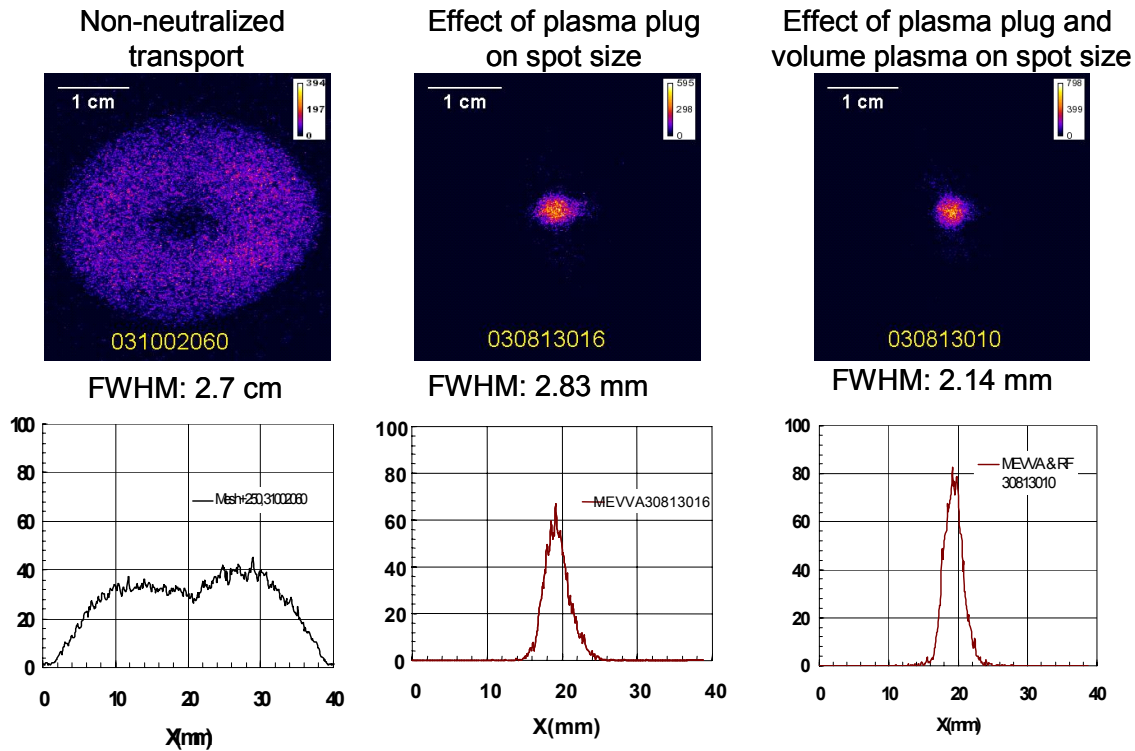 Non-neutralized
transport
Effect of plasma plug
on spot size
Effect of plasma plug and
volume plasma on spot size
1 cm
394
197
0
031002060
1 cm
595
298
0
030813016
1 cm
798
399
0
030813010
FWHM: 2.7 cm
FWHM: 2.83 mm
FWHM: 2.14 mm
100
80
60
40
20
0
Mesh+250,31002060
0 10 20 30 40
X(mm)
100
80
60
40
20
0
MEVVA30813016
0 10 20 30 40
X(mm)
100
80
60
40
20
0
MEVVA & RF
30813010
0 10 20 30 40
X(mm)